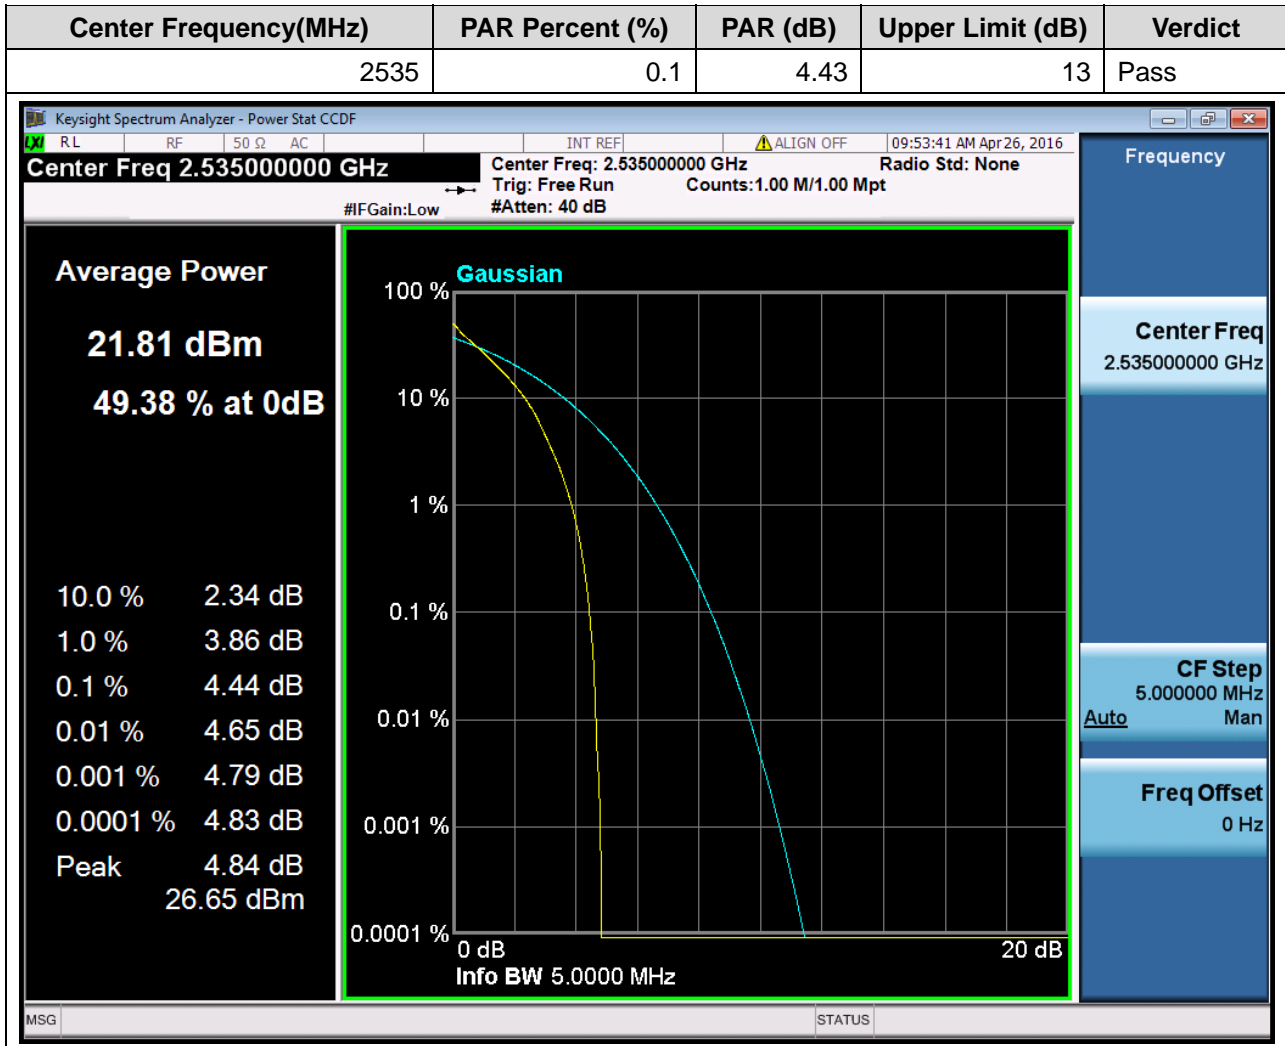 Center Frequency(MHz) PAR Percent (%) PAR (dB) Upper Limit (dB) Verdict
2535 0.1 4.43 13 Pass
Keysight Spectrum Analyzer - Power Stat CCDF
LXI RL RF 50 Ω AC INT REF ALIGN OFF 09:53:41 AM Apr 26, 2016
Center Freq 2.535000000 GHz
Center Freq: 2.535000000 GHz Radio Std: None
Trig: Free Run Counts:1.00 M/1.00 Mpt
#IFGain:Low #Atten: 40 dB
Frequency
Average Power
21.81 dBm
49.38 % at 0dB
10.0 % 2.34 dB
1.0 % 3.86 dB
0.1 % 4.44 dB
0.01 % 4.65 dB
0.001 % 4.79 dB
0.0001 % 4.83 dB
Peak 4.84 dB
26.65 dBm
Gaussian
100 %
10 %
1 %
0.1 %
0.01 %
0.001 %
0.0001 %
0 dB 20 dB
Info BW 5.0000 MHz
Center Freq
2.535000000 GHz
CF Step
5.000000 MHz
Auto Man
Freq Offset
0 Hz
MSG STATUS